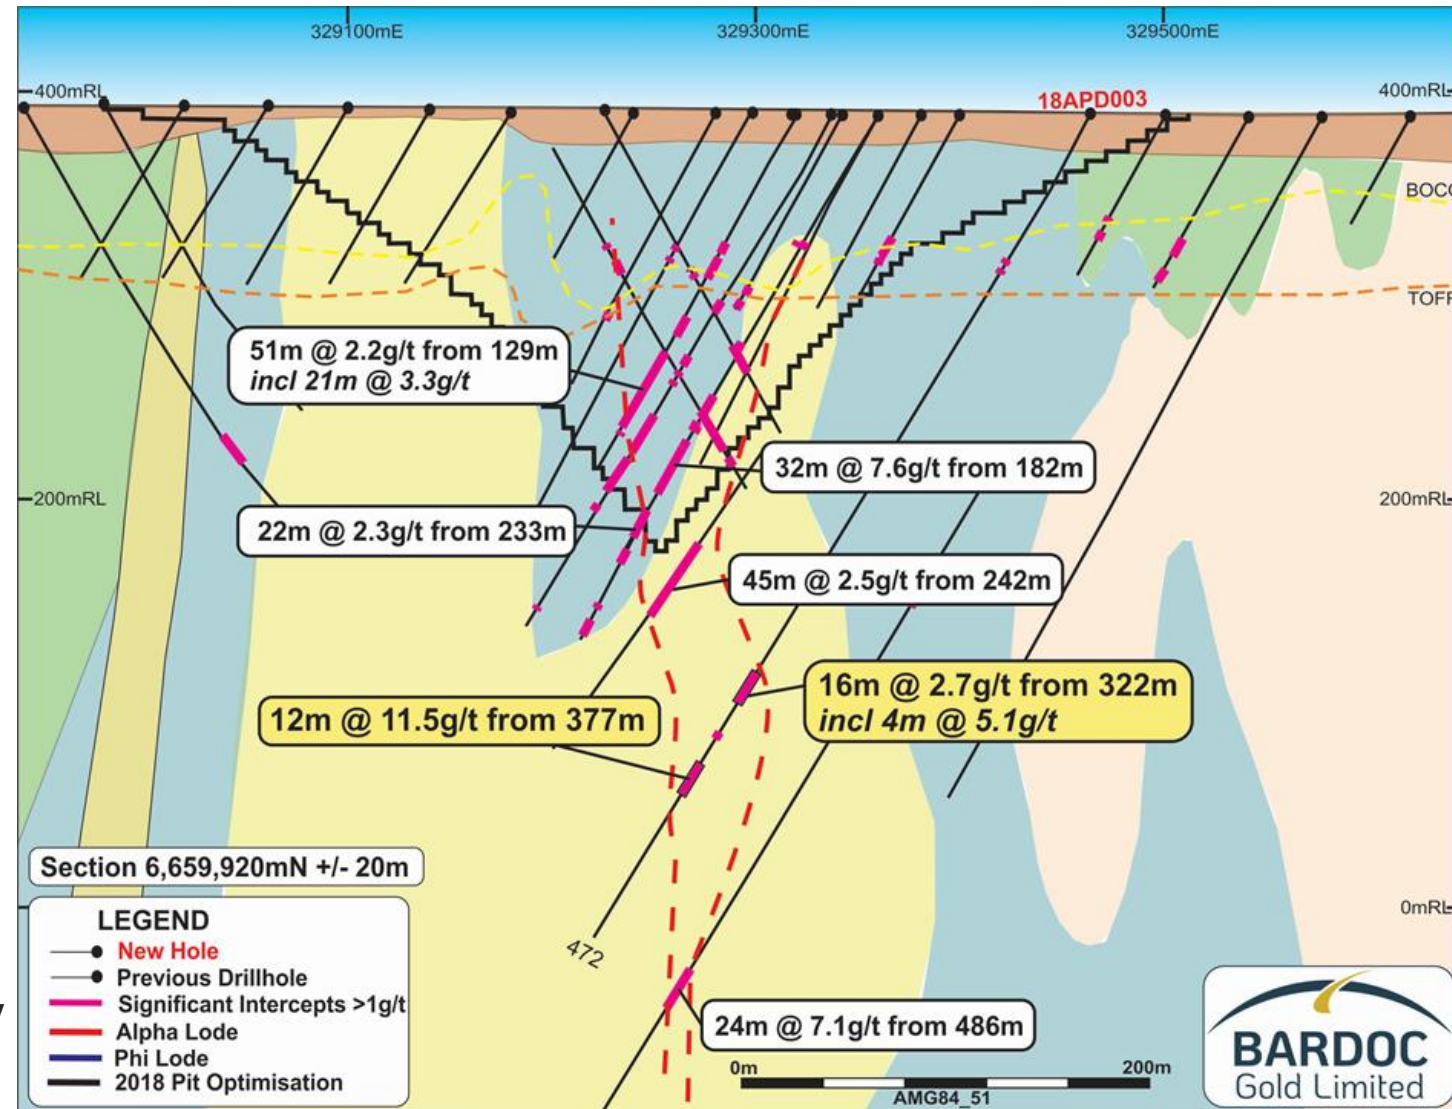 329100mE
329300mE
329500mE
400mRL
400mRL
18APD003
BOCO
TOFR
51m @ 2.2g/t from 129m
incl 21m @ 3.3g/t
32m @ 7.6g/t from 182m
200mRL
200mRL
22m @ 2.3g/t from 233m
45m @ 2.5g/t from 242m
12m @ 11.5g/t from 377m
16m @ 2.7g/t from 322m
incl 4m @ 5.1g/t
Section 6,659,920mN +/- 20m
0mRL
LEGEND
New Hole
Previous Drillhole
Significant Intercepts >1g/t
Alpha Lode
Phi Lode
2018 Pit Optimisation
472
24m @ 7.1g/t from 486m
0m
200m
AMG84_51
BARDOC
Gold Limited